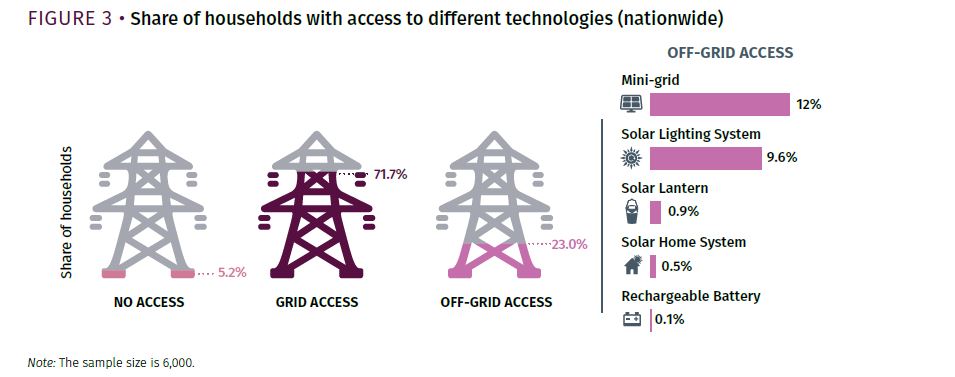 FIGURE 3 • Share of households with access to different technologies (nationwide)
Share of households
5.2%
NO ACCESS
71.7%
GRID ACCESS
23.0%
OFF-GRID ACCESS
OFF-GRID ACCESS
Mini-grid
12%
Solar Lighting System
9.6%
Solar Lantern
0.9%
Solar Home System
0.5%
Rechargeable Battery
0.1%
Note: The sample size is 6,000.